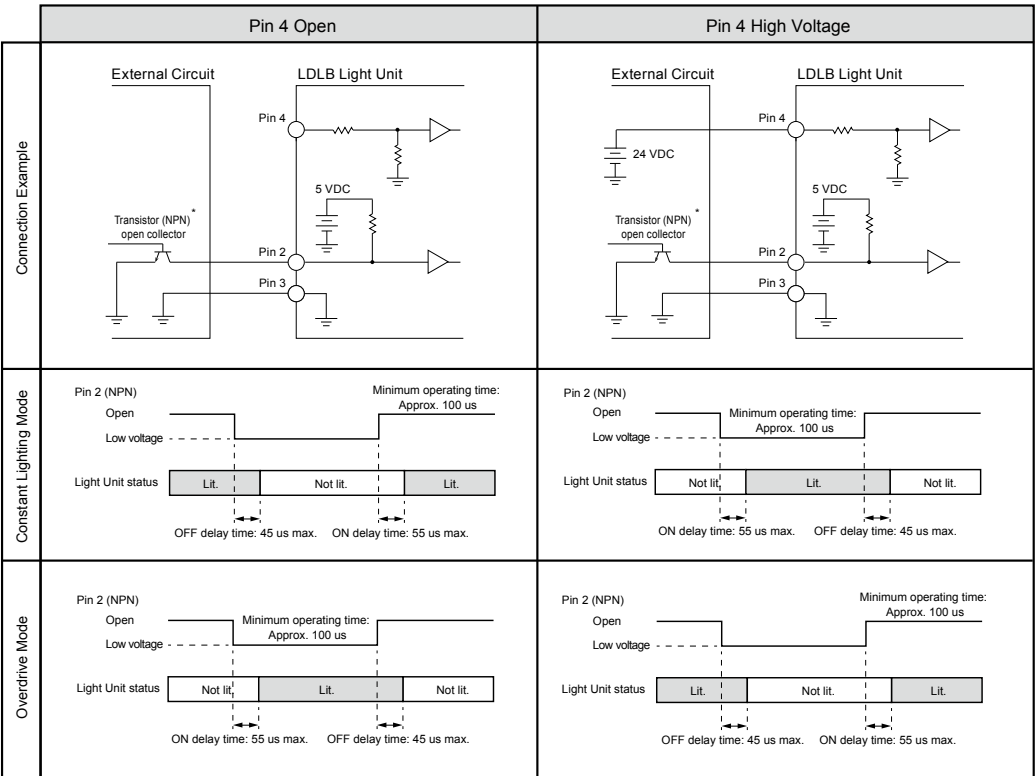 Pin 4 Open
Pin 4 High Voltage
Connection Example
External Circuit
LDLB Light Unit
Pin 4
5 VDC
Transistor (NPN) *
open collector
Pin 2
Pin 3
External Circuit
LDLB Light Unit
Pin 4
24 VDC
5 VDC
Transistor (NPN) *
open collector
Pin 2
Pin 3
Constant Lighting Mode
Pin 2 (NPN)
Minimum operating time:
Approx. 100 us
Open
Low voltage
Light Unit status
Lit.
Not lit.
Lit.
OFF delay time: 45 us max.
ON delay time: 55 us max.
Pin 2 (NPN)
Open
Minimum operating time:
Approx. 100 us
Low voltage
Light Unit status
Not lit.
Lit.
Not lit.
ON delay time: 55 us max.
OFF delay time: 45 us max.
Overdrive Mode
Pin 2 (NPN)
Open
Minimum operating time:
Approx. 100 us
Low voltage
Light Unit status
Not lit.
Lit.
Not lit.
ON delay time: 55 us max.
OFF delay time: 45 us max.
Pin 2 (NPN)
Minimum operating time:
Approx. 100 us
Open
Low voltage
Light Unit status
Lit.
Not lit.
Lit.
OFF delay time: 45 us max.
ON delay time: 55 us max.